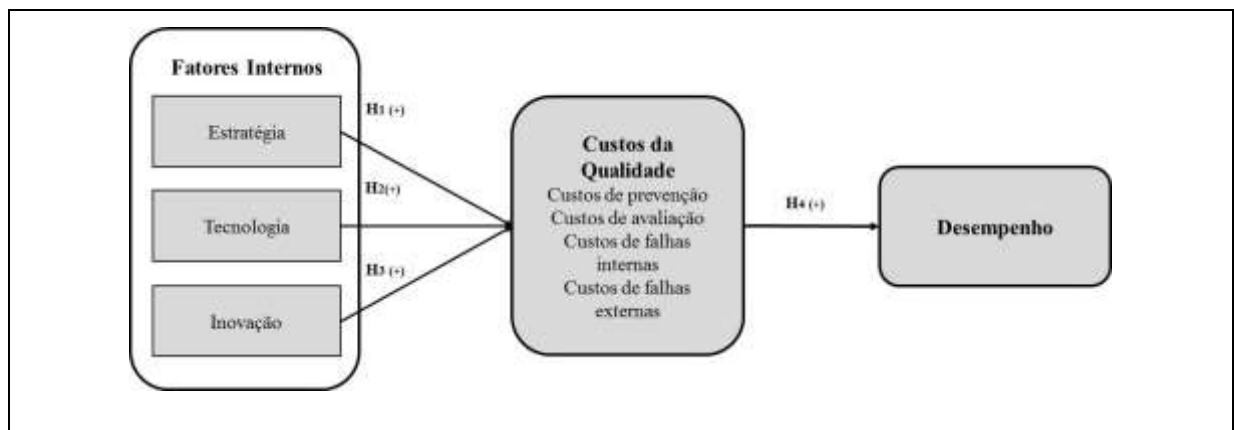 Fatores Internos
Estratégia
Tecnologia
Inovação
H1 (+)
H2(+)
H3 (+)
Custos da
Qualidade
Custos de prevenção
Custos de avaliação
Custos de falhas
internas
Custos de falhas
externas
H4 (+)
Desempenho